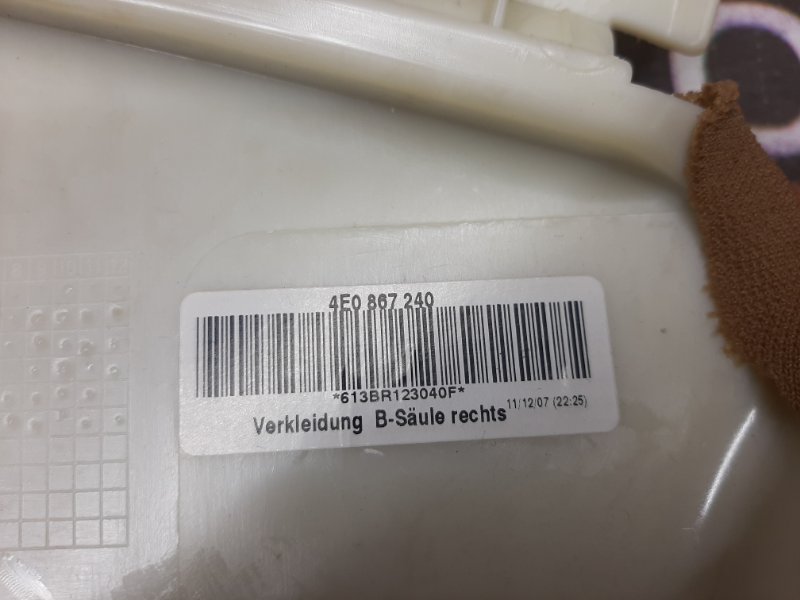 4E0 867 240
*613BR123040F*
Verkleidung B-Säule rechts 11/12/07 (22:25)